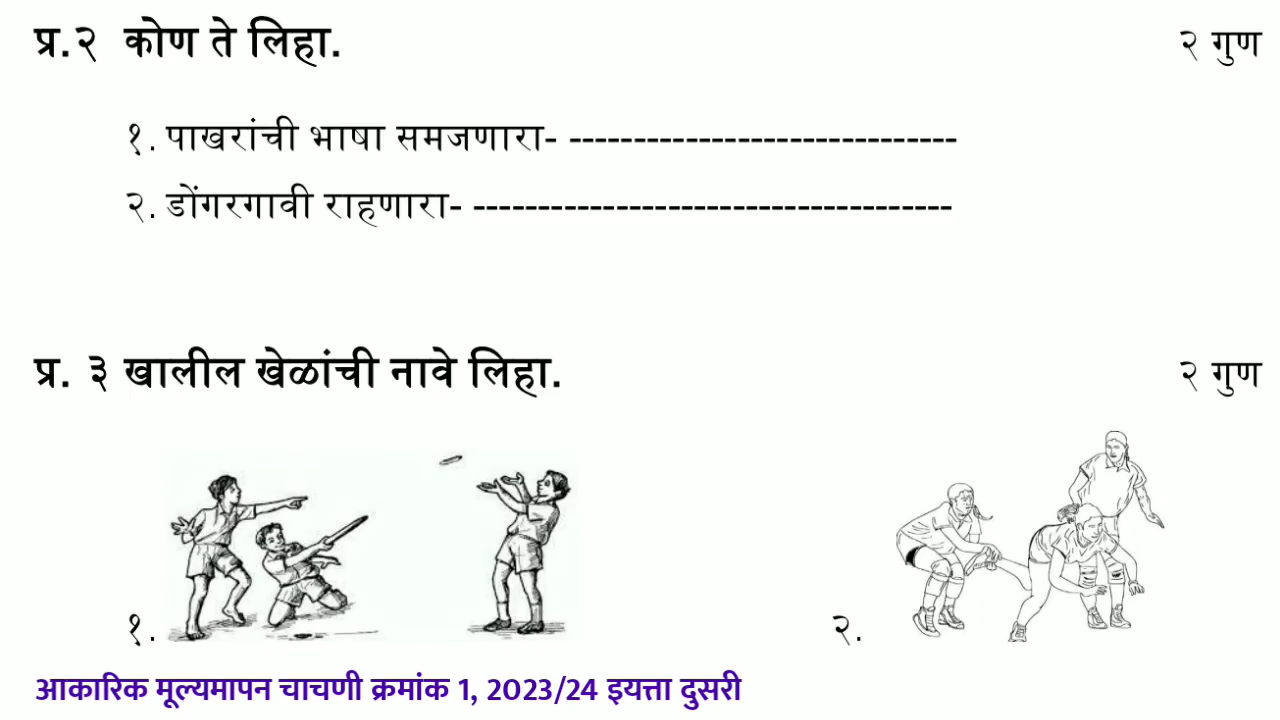 प्र.२ कोण ते लिहा. २ गुण
१. पाखरांची भाषा समजणारा- ------------------------------
२. डोंगरगावी राहणारा- -------------------------------------
प्र. ३ खालील खेळांची नावे लिहा. २ गुण
१. २.
आकारिक मूल्यमापन चाचणी क्रमांक 1, 2023/24 इयत्ता दुसरी